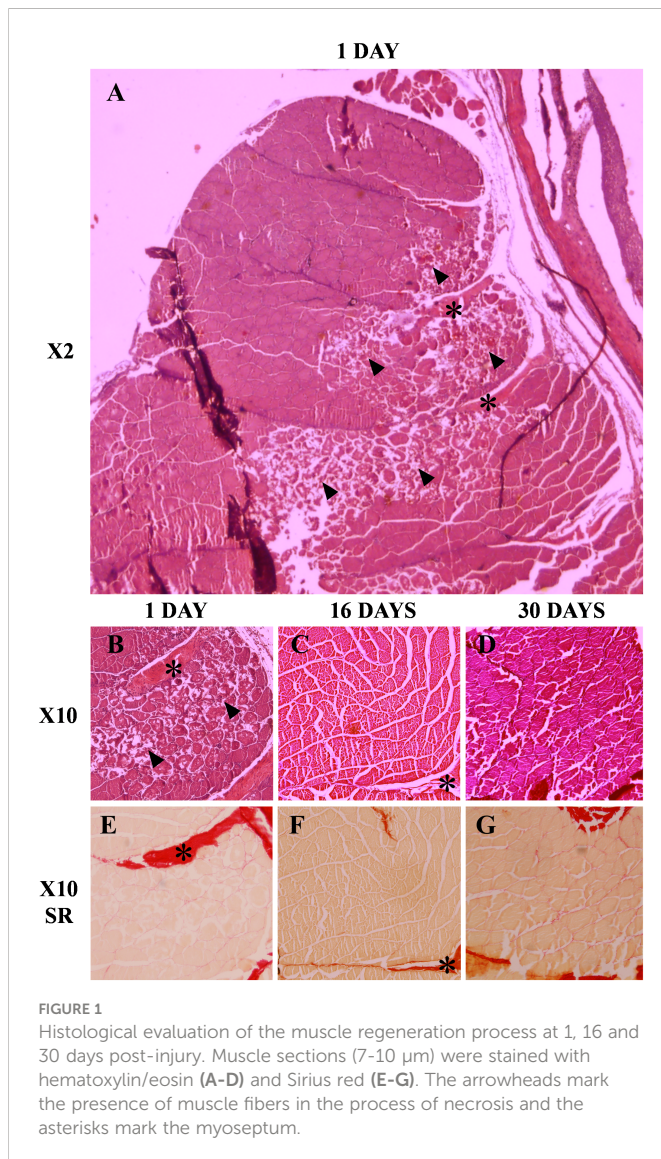 1 DAY
A
*
*
X2
1 DAY 16 DAYS 30 DAYS
B C D
*
*
X10
E F G
*
*
X10
SR
FIGURE 1
Histological evaluation of the muscle regeneration process at 1, 16 and
30 days post-injury. Muscle sections (7-10 µm) were stained with
hematoxylin/eosin (A-D) and Sirius red (E-G). The arrowheads mark
the presence of muscle fibers in the process of necrosis and the
asterisks mark the myoseptum.